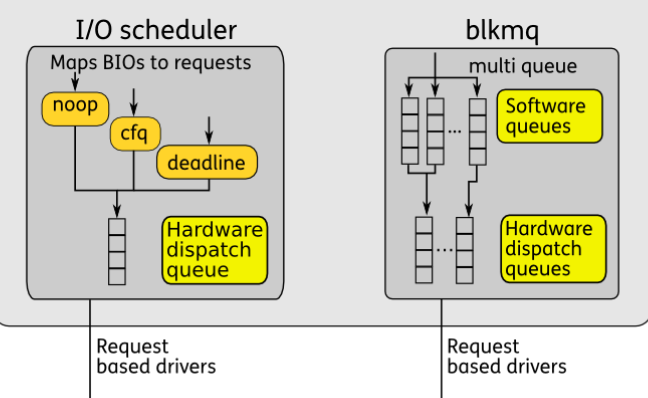 I/O scheduler
Maps BIOs to requests
noop
cfq
deadline
Hardware
dispatch
queue
Request
based drivers
blkmq
multi queue
Software
queues
...
Hardware
dispatch
queues
...
Request
based drivers